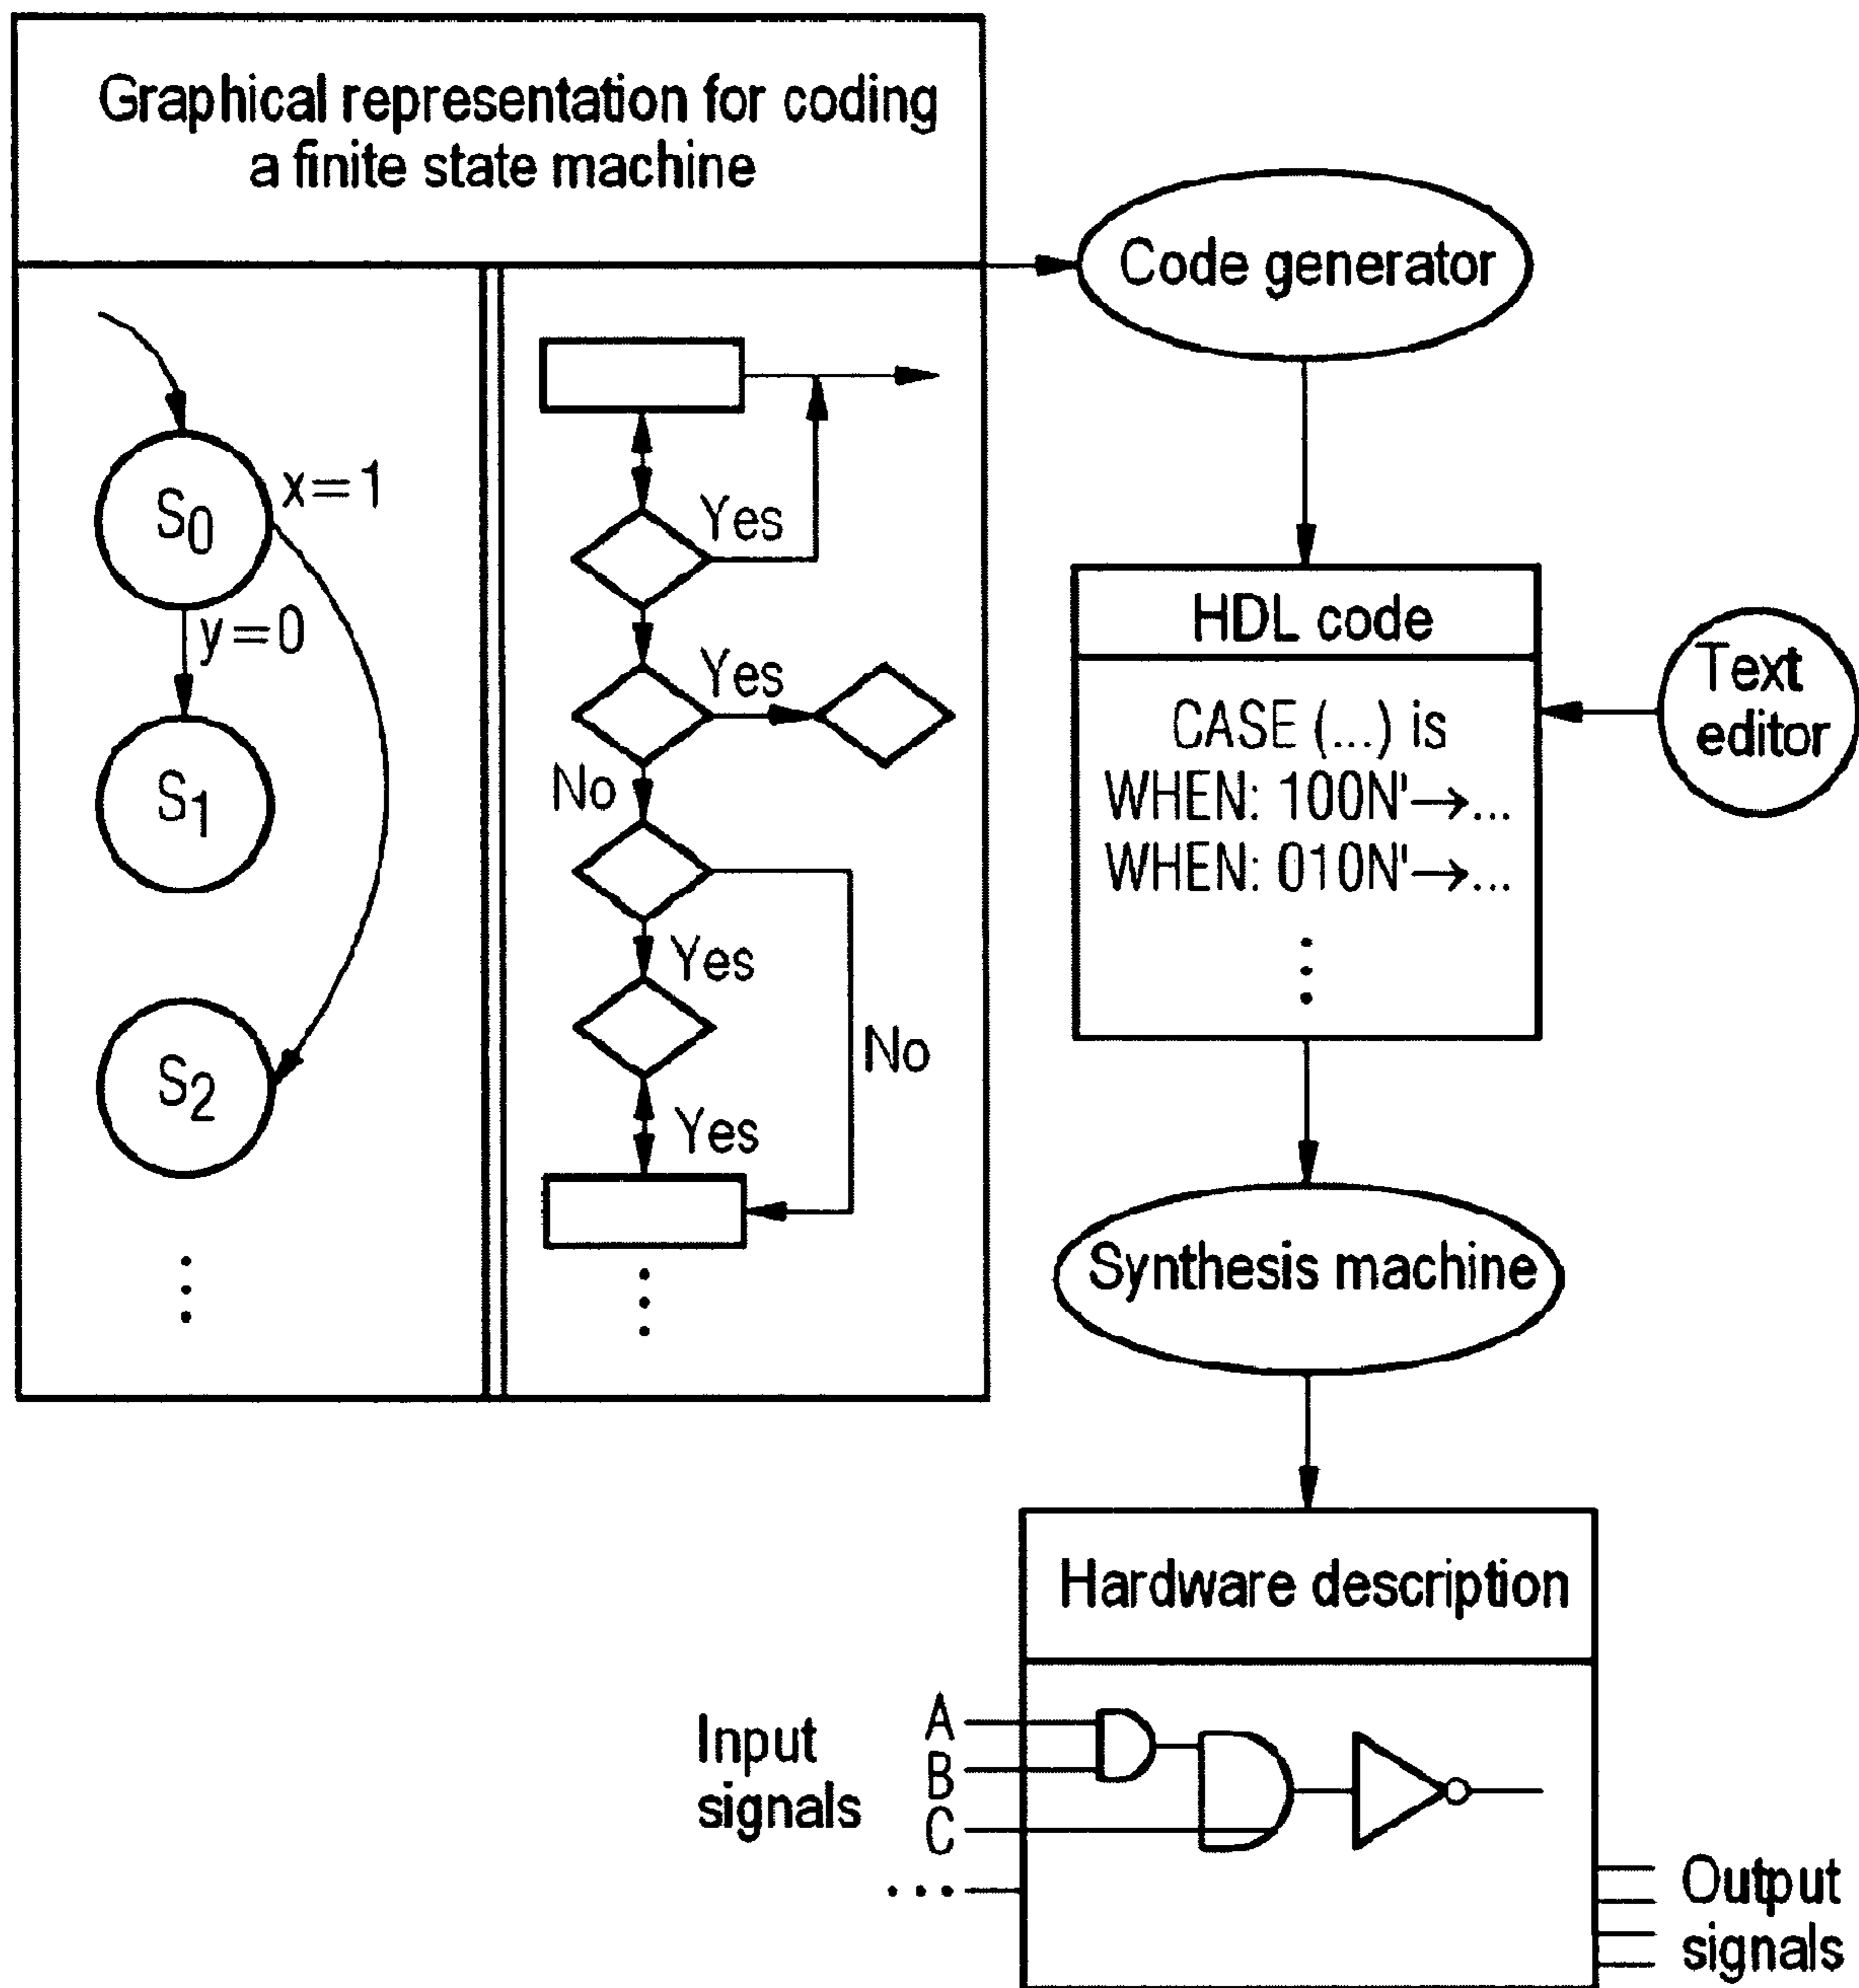 Graphical representation for coding
a finite state machine
Code generator
S0
x=1
y=0
S1
S2
⋮
Yes
Yes
No
Yes
No
Yes
⋮
HDL code
CASE (...) is
WHEN: 100N'→...
WHEN: 010N'→...
⋮
Text
editor
Synthesis machine
Hardware description
Input
signals
A
B
C
...
Output
signals